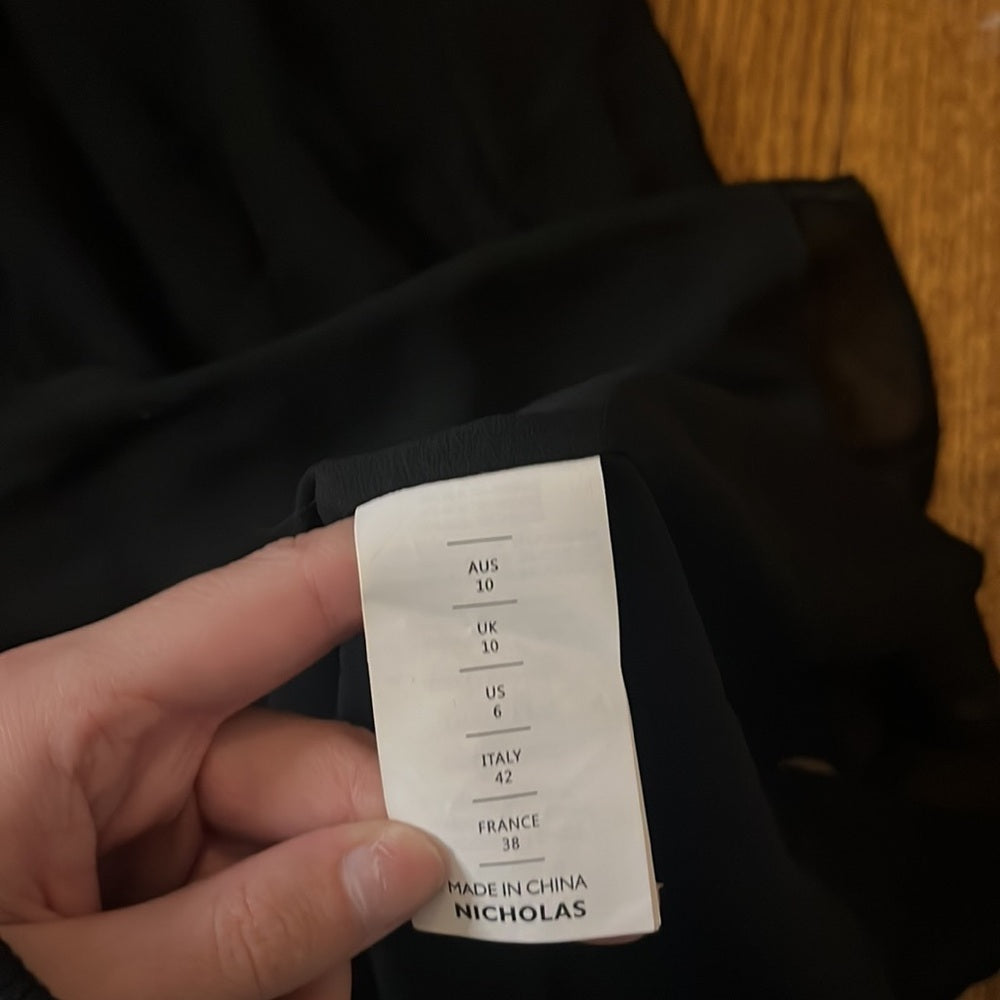 AUS
10
UK
10
US
6
ITALY
42
FRANCE
38
MADE IN CHINA
NICHOLAS